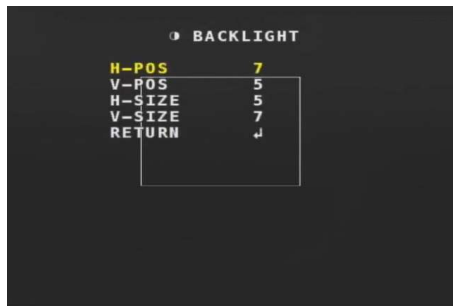 ◑ BACKLIGHT
H-POS 7
V-POS 5
H-SIZE 5
V-SIZE 7
RETURN ↲